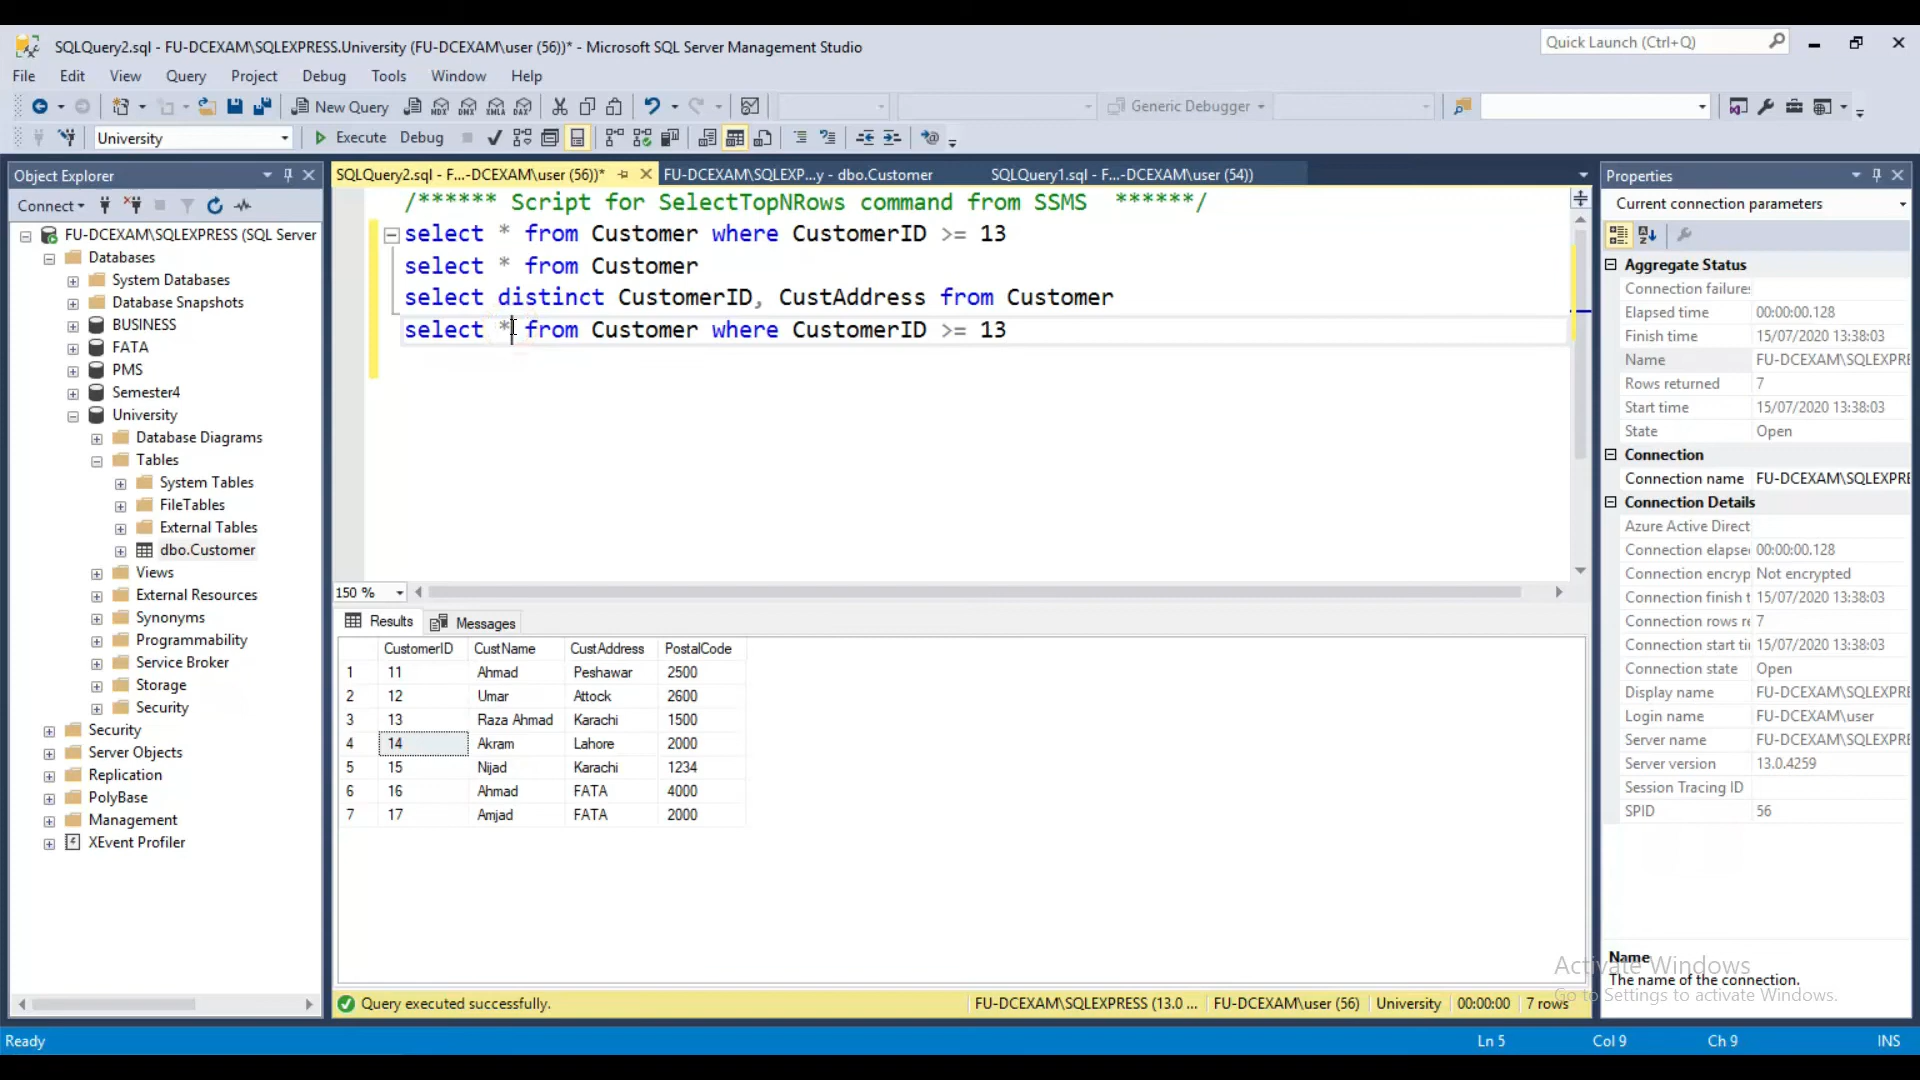 SQLQuery2.sql - FU-DCEXAM\SQLEXPRESS.University (FU-DCEXAM\user (56))* - Microsoft SQL Server Management Studio
Quick Launch (Ctrl+Q)
File Edit View Query Project Debug Tools Window Help
New Query MDX DMX XMLA DAX Generic Debugger
University Execute Debug
Object Explorer
Connect
FU-DCEXAM\SQLEXPRESS (SQL Server
Databases
System Databases
Database Snapshots
BUSINESS
FATA
PMS
Semester4
University
Database Diagrams
Tables
System Tables
FileTables
External Tables
dbo.Customer
Views
External Resources
Synonyms
Programmability
Service Broker
Storage
Security
Security
Server Objects
Replication
PolyBase
Management
XEvent Profiler
SQLQuery2.sql - F...-DCEXAM\user (56))* FU-DCEXAM\SQLEXP...y - dbo.Customer SQLQuery1.sql - F...-DCEXAM\user (54))
/****** Script for SelectTopNRows command from SSMS ******/
select * from Customer where CustomerID >= 13
select * from Customer
select distinct CustomerID, CustAddress from Customer
select * from Customer where CustomerID >= 13
150 %
Results Messages
CustomerID CustName CustAddress PostalCode
1 11 Ahmad Peshawar 2500
2 12 Umar Attock 2600
3 13 Raza Ahmad Karachi 1500
4 14 Akram Lahore 2000
5 15 Nijad Karachi 1234
6 16 Ahmad FATA 4000
7 17 Amjad FATA 2000
Query executed successfully. FU-DCEXAM\SQLEXPRESS (13.0 ... FU-DCEXAM\user (56) University 00:00:00 7 rows
Properties
Current connection parameters
Aggregate Status
Connection failures
Elapsed time 00:00:00.128
Finish time 15/07/2020 13:38:03
Name FU-DCEXAM\SQLEXPRE
Rows returned 7
Start time 15/07/2020 13:38:03
State Open
Connection
Connection name FU-DCEXAM\SQLEXPRE
Connection Details
Azure Active Direct
Connection elapse 00:00:00.128
Connection encryp Not encrypted
Connection finish t 15/07/2020 13:38:03
Connection rows re 7
Connection start ti 15/07/2020 13:38:03
Connection state Open
Display name FU-DCEXAM\SQLEXPRE
Login name FU-DCEXAM\user
Server name FU-DCEXAM\SQLEXPRE
Server version 13.0.4259
Session Tracing ID
SPID 56
Name
The name of the connection.
Activate Windows
Go to Settings to activate Windows.
Ready Ln 5 Col 9 Ch 9 INS